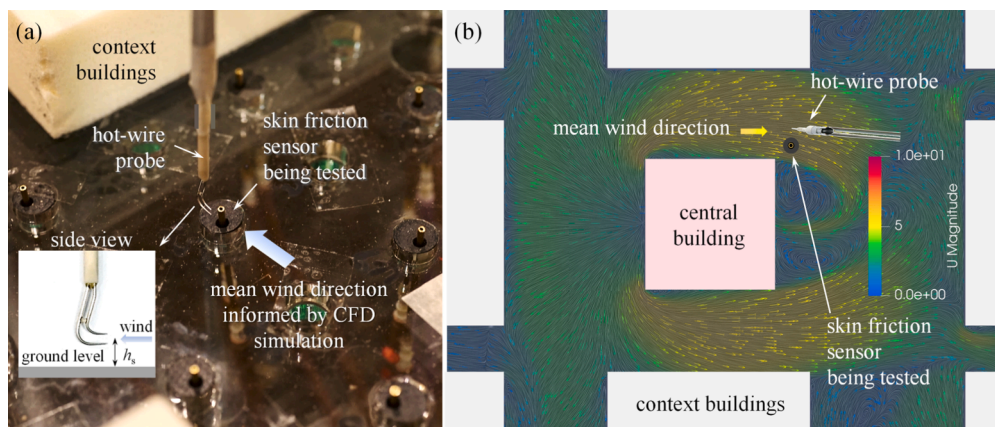 (a)
context
buildings
hot-wire
probe
skin friction
sensor
being tested
side view
wind
ground level
hs
mean wind direction
informed by CFD
simulation
(b)
hot-wire probe
mean wind direction
1.0e+01
5
0.0e+00
U Magnitude
central
building
skin friction
sensor
being tested
context buildings